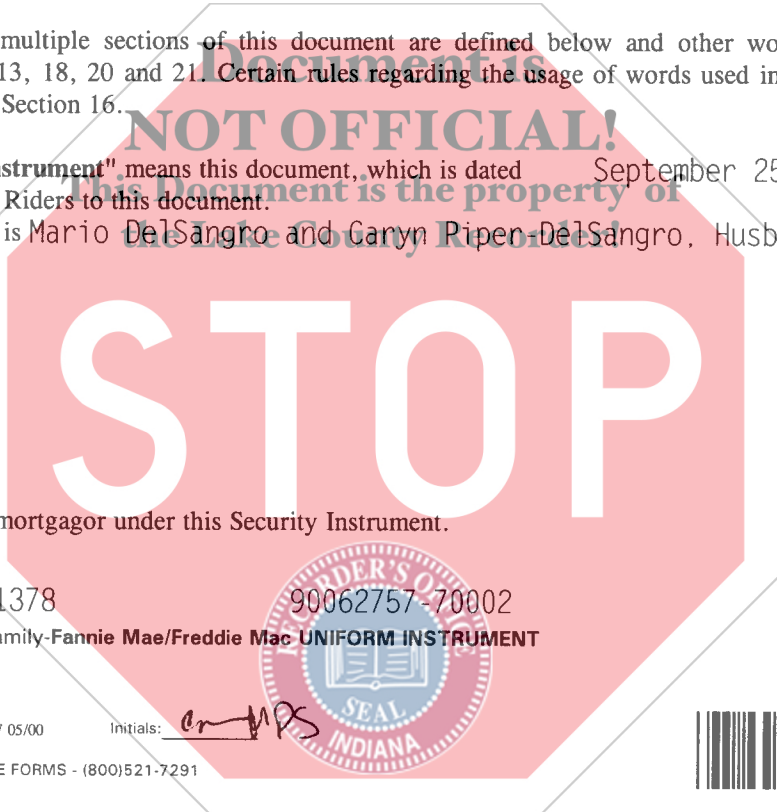 multiple sections of this document are defined below and other wo
Document is
13, 18, 20 and 21. Certain rules regarding the usage of words used in
Section 16.
NOT OFFICIAL!
strument" means this document, which is dated September 25
This Document is the property of
Riders to this document.
is Mario DelSangro and Caryn Piper-DelSangro, Husb
the Lake County Recorder!
STOP
mortgagor under this Security Instrument.
1378 90062757-70002
amily-Fannie Mae/Freddie Mac UNIFORM INSTRUMENT
RECORDER'S OFFICE
SEAL
INDIANA
05/00 Initials:
E FORMS - (800)521-7291